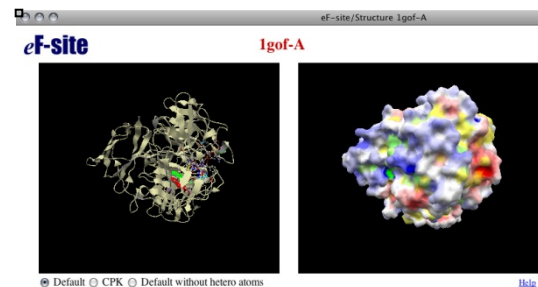 eF-site/Structure 1gof-A
eF-site
1gof-A
Default CPK Default without hetero atoms
Help